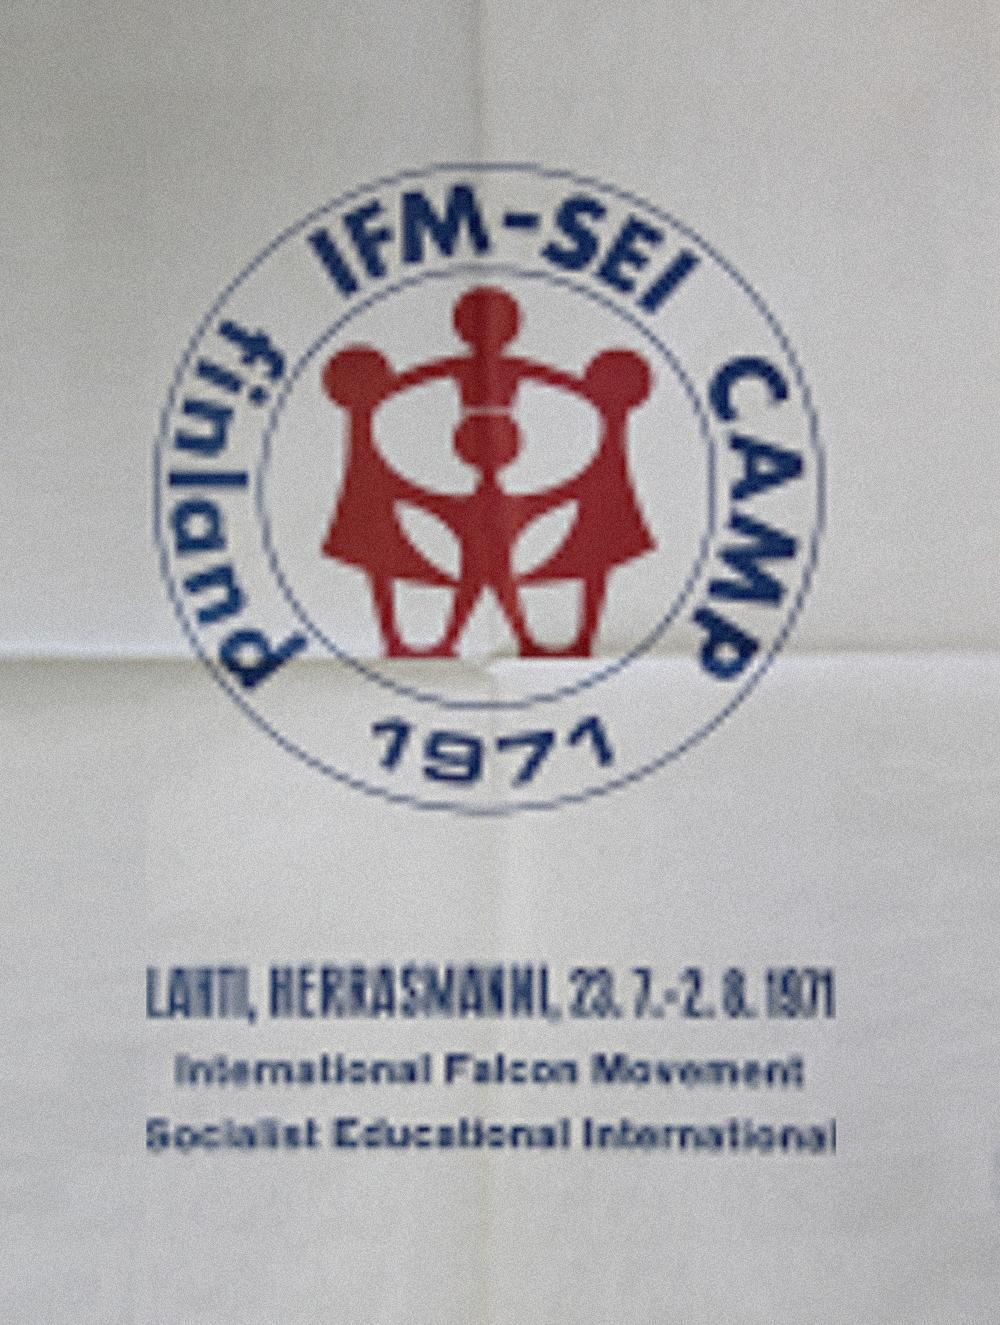 finland IFM-SEI CAMP
1971
LAHTI, HERRASMANNI, 23.7.-2.8.1971
International Falcon Movement
Socialist Educational International